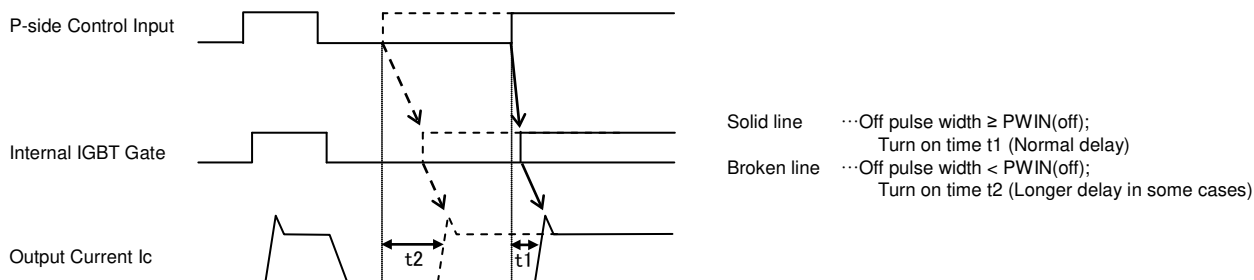 P-side Control Input
Internal IGBT Gate
Output Current Ic
t2
t1
Solid line ⋯Off pulse width ≥ PWIN(off);
Turn on time t1 (Normal delay)
Broken line ⋯Off pulse width < PWIN(off);
Turn on time t2 (Longer delay in some cases)